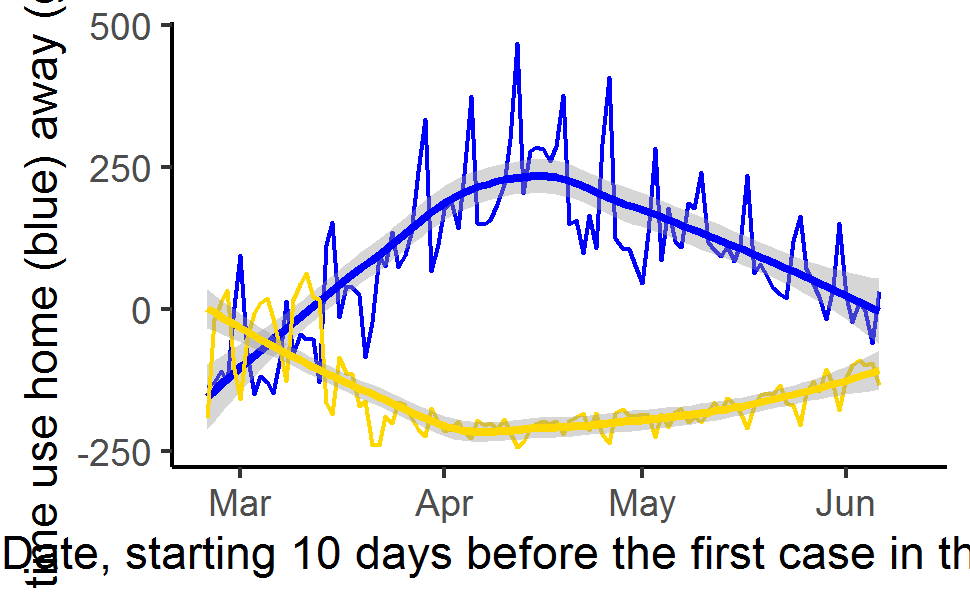 time use home (blue) away (
500
250
0
-250
Mar Apr May Jun
Date, starting 10 days before the first case in th